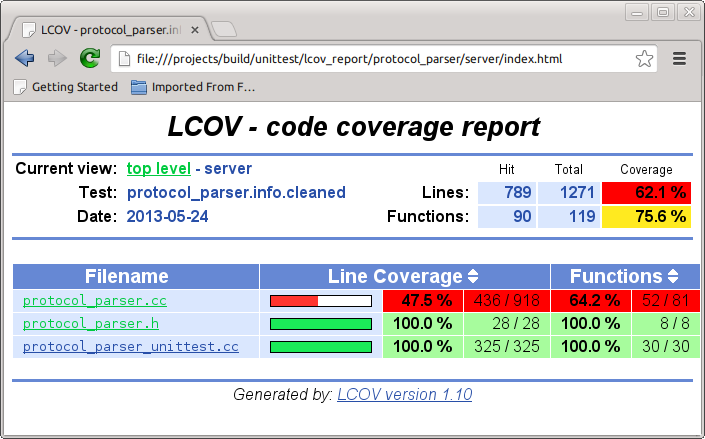 LCOV - protocol_parser.in
file:///projects/build/unittest/lcov_report/protocol_parser/server/index.html
Getting Started Imported From F…
LCOV - code coverage report
Current view: top level - server Hit Total Coverage
Test: protocol_parser.info.cleaned Lines: 789 1271 62.1 %
Date: 2013-05-24 Functions: 90 119 75.6 %
Filename Line Coverage Functions
protocol_parser.cc 47.5 % 436 / 918 64.2 % 52 / 81
protocol_parser.h 100.0 % 28 / 28 100.0 % 8 / 8
protocol_parser_unittest.cc 100.0 % 325 / 325 100.0 % 30 / 30
Generated by: LCOV version 1.10